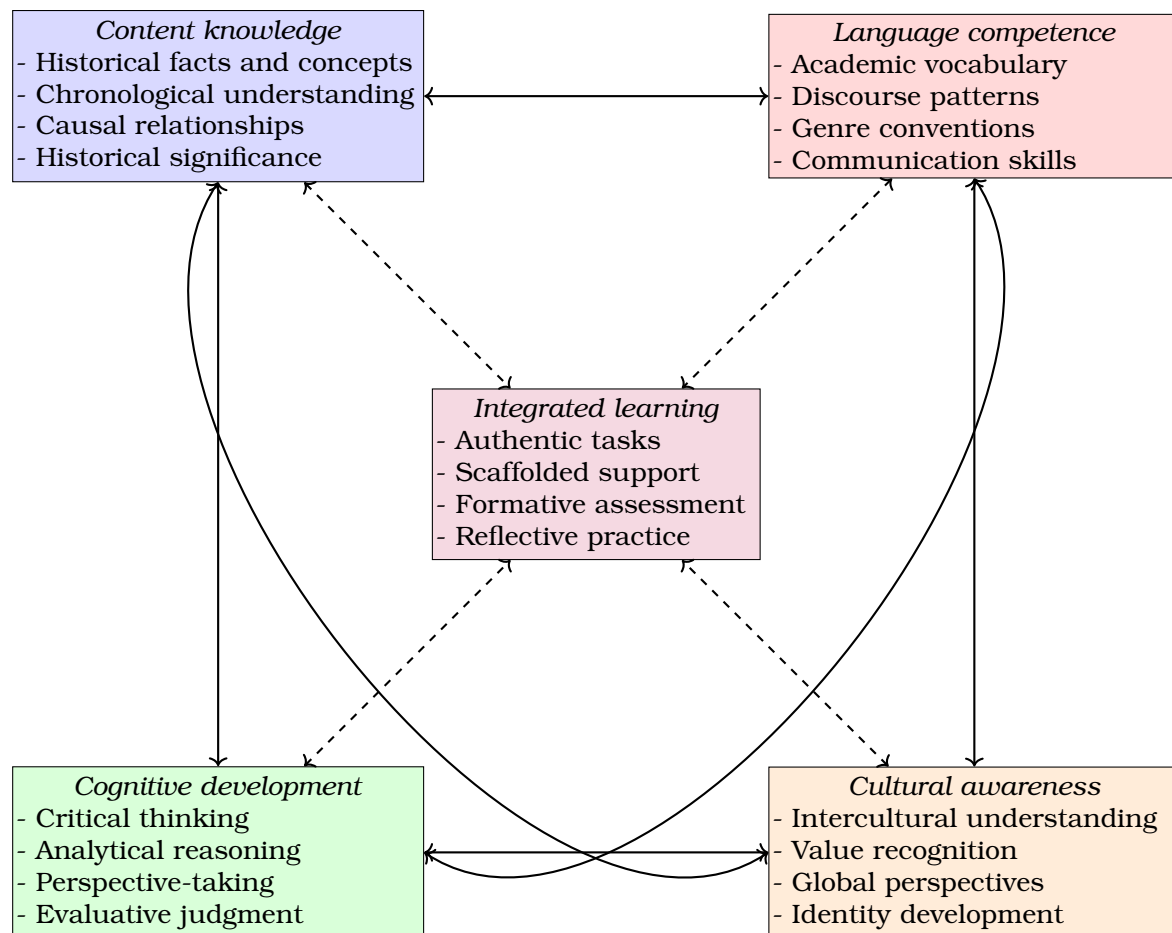 Content knowledge
- Historical facts and concepts
- Chronological understanding
- Causal relationships
- Historical significance
Language competence
- Academic vocabulary
- Discourse patterns
- Genre conventions
- Communication skills
Integrated learning
- Authentic tasks
- Scaffolded support
- Formative assessment
- Reflective practice
Cognitive development
- Critical thinking
- Analytical reasoning
- Perspective-taking
- Evaluative judgment
Cultural awareness
- Intercultural understanding
- Value recognition
- Global perspectives
- Identity development